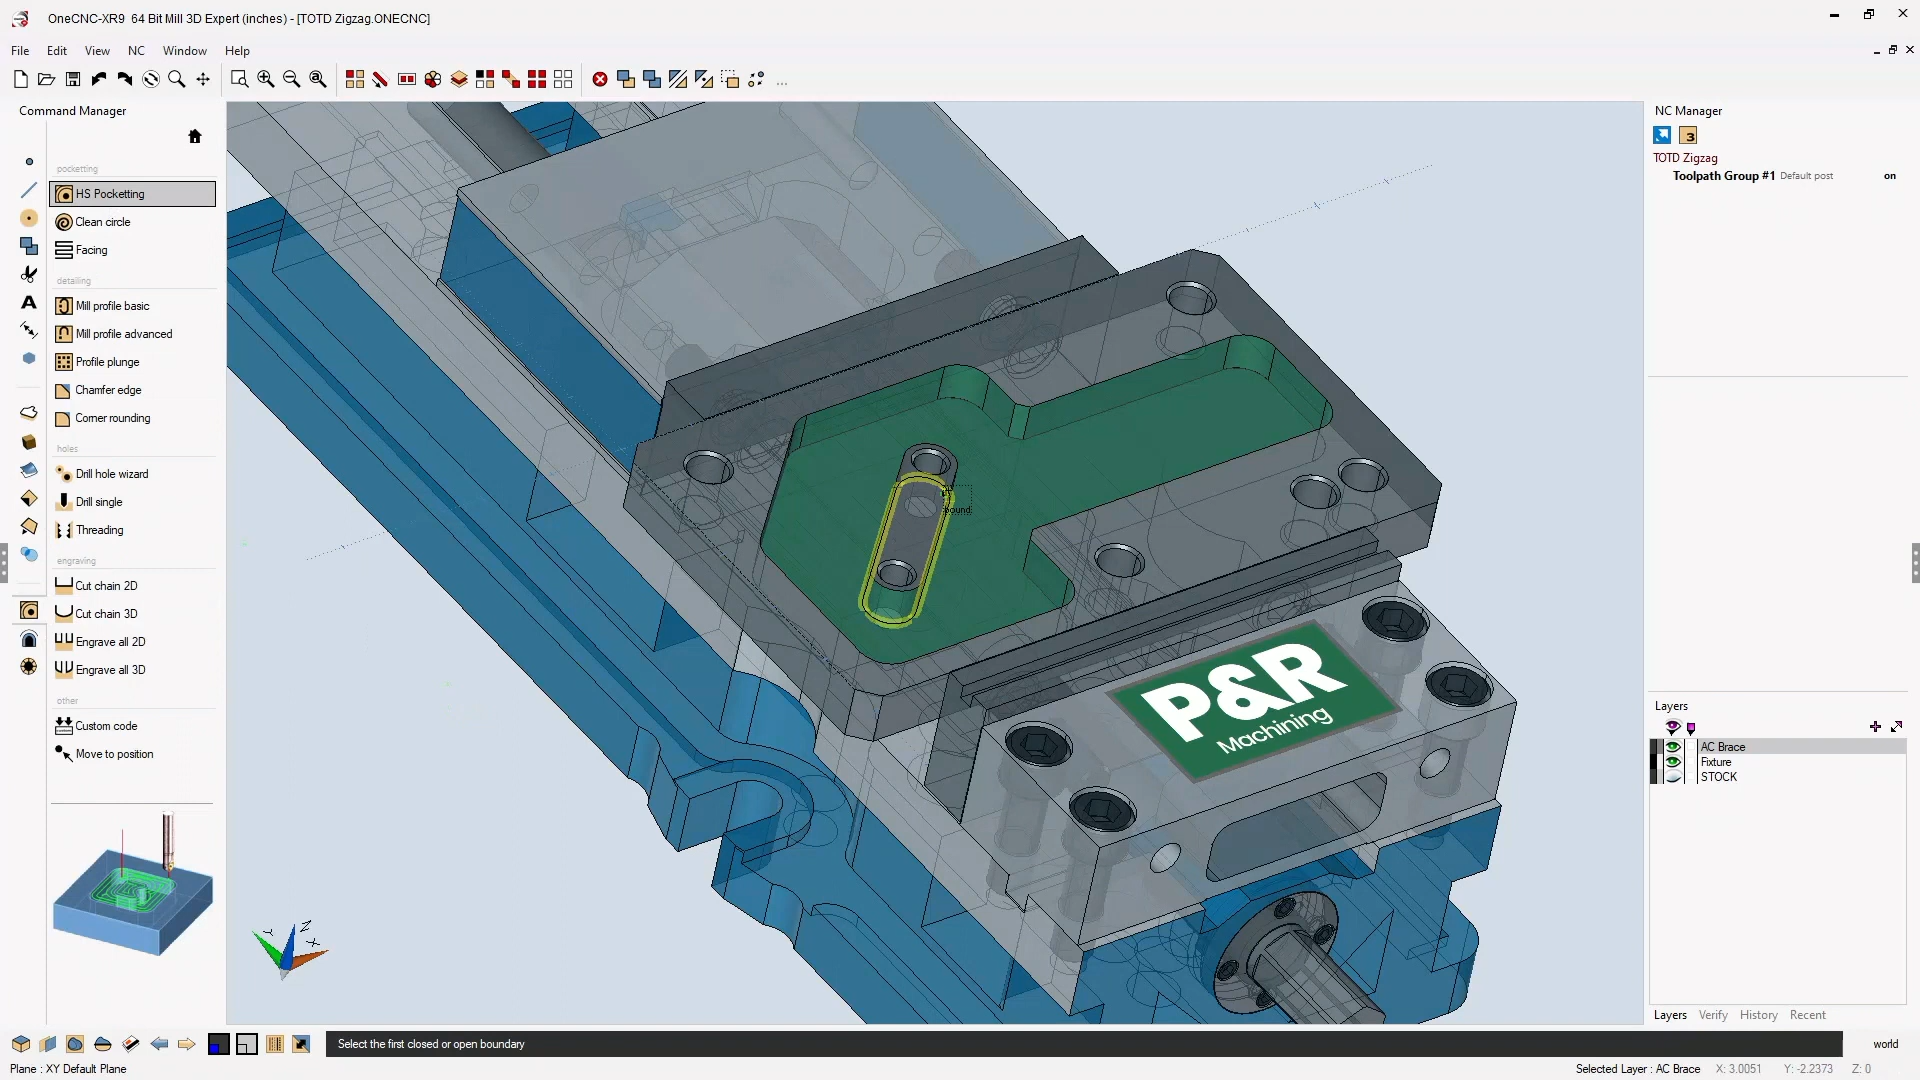 OneCNC-XR9 64 Bit Mill 3D Expert (inches) - [TOTD Zigzag.ONECNC]
File Edit View NC Window Help
Command Manager
pocketting
HS Pocketting
Clean circle
Facing
detailing
Mill profile basic
Mill profile advanced
Profile plunge
Chamfer edge
Corner rounding
holes
Drill hole wizard
Drill single
Threading
engraving
Cut chain 2D
Cut chain 3D
Engrave all 2D
Engrave all 3D
other
Custom code
Move to position
bound
P&R
Machining
Y Z X
NC Manager
3
TOTD Zigzag
Toolpath Group #1 Default post on
Layers
AC Brace
Fixture
STOCK
Layers Verify History Recent
Select the first closed or open boundary
world
Plane : XY Default Plane
Selected Layer : AC Brace X: 3.0051 Y: -2.2373 Z: 0